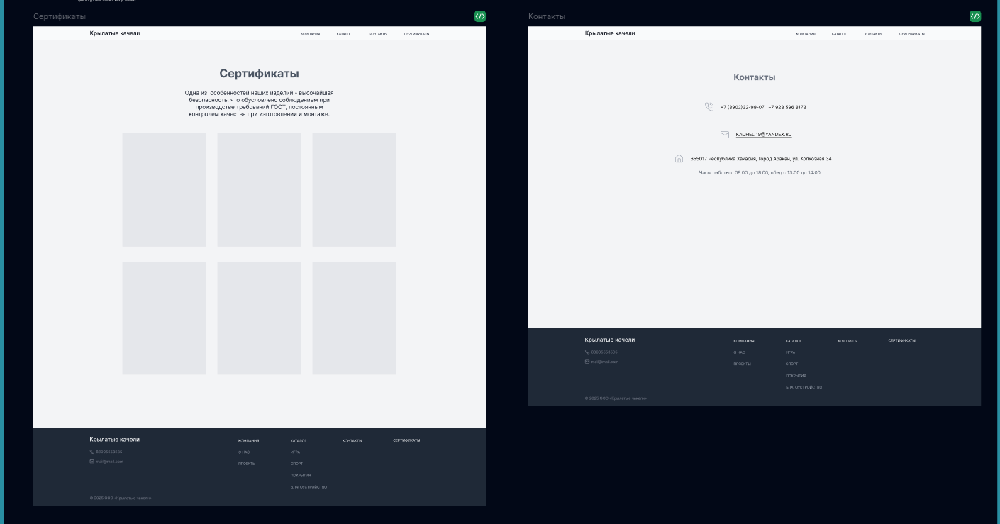 Сертификаты
Крылатые качели
КОМПАНИЯ КАТАЛОГ КОНТАКТЫ СЕРТИФИКАТЫ
Сертификаты
Одна из особенностей наших изделий - высочайшая
безопасность, что обусловлено соблюдением при
производстве требований ГОСТ, постоянным
контролем качества при изготовлении и монтаже.
Крылатые качели
88005553535
mail@mail.com
© 2025 ООО «Крылатые качели»
КОМПАНИЯ
О НАС
ПРОЕКТЫ
КАТАЛОГ
ИГРА
СПОРТ
ПОКРЫТИЯ
БЛАГОУСТРОЙСТВО
КОНТАКТЫ
СЕРТИФИКАТЫ
Контакты
Крылатые качели
КОМПАНИЯ КАТАЛОГ КОНТАКТЫ СЕРТИФИКАТЫ
Контакты
+7 (3902)32-99-07 +7 923 596 8172
KACHELI19@YANDEX.RU
655017 Республика Хакасия, город Абакан, ул. Колхозная 34
Часы работы с 09.00 до 18.00, обед с 13:00 до 14:00
Крылатые качели
88005553535
mail@mail.com
© 2025 ООО «Крылатые качели»
КОМПАНИЯ
О НАС
ПРОЕКТЫ
КАТАЛОГ
ИГРА
СПОРТ
ПОКРЫТИЯ
БЛАГОУСТРОЙСТВО
КОНТАКТЫ
СЕРТИФИКАТЫ